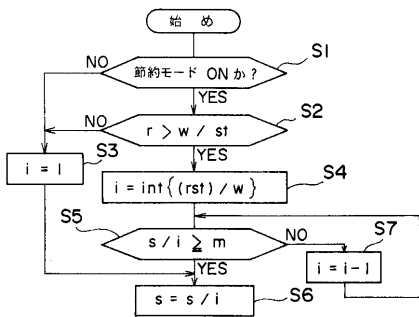 始め
S1
節約モード ONか?
NO
YES
S2
r > w / st
NO
YES
S3
i = 1
S4
i = int{(rst) / w}
S5
s / i ≧ m
NO
YES
S7
i = i - 1
s = s / i
S6